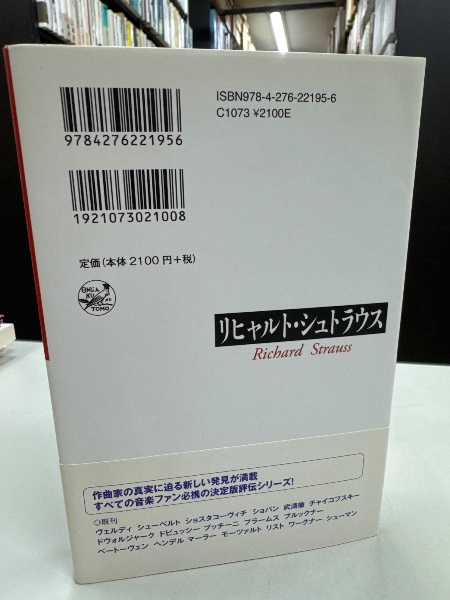 ISBN978-4-276-22195-6
C1073 ¥2100E
9784276221956
1921073021008
定価(本体2100円+税)
ONGA
KU NO
TOMO
リヒャルト・シュトラウス
Richard Strauss
作曲家の真実に迫る新しい発見が満載
すべての音楽ファン必携の決定版評伝シリーズ!
◎既刊
ヴェルディ シューベルト ショスタコーヴィチ ショパン 武満徹 チャイコフスキー
ドヴォルジャーク ドビュッシー プッチーニ ブラームス ブルックナー
ベートーヴェン ヘンデル マーラー モーツァルト リスト ワーグナー シューマン